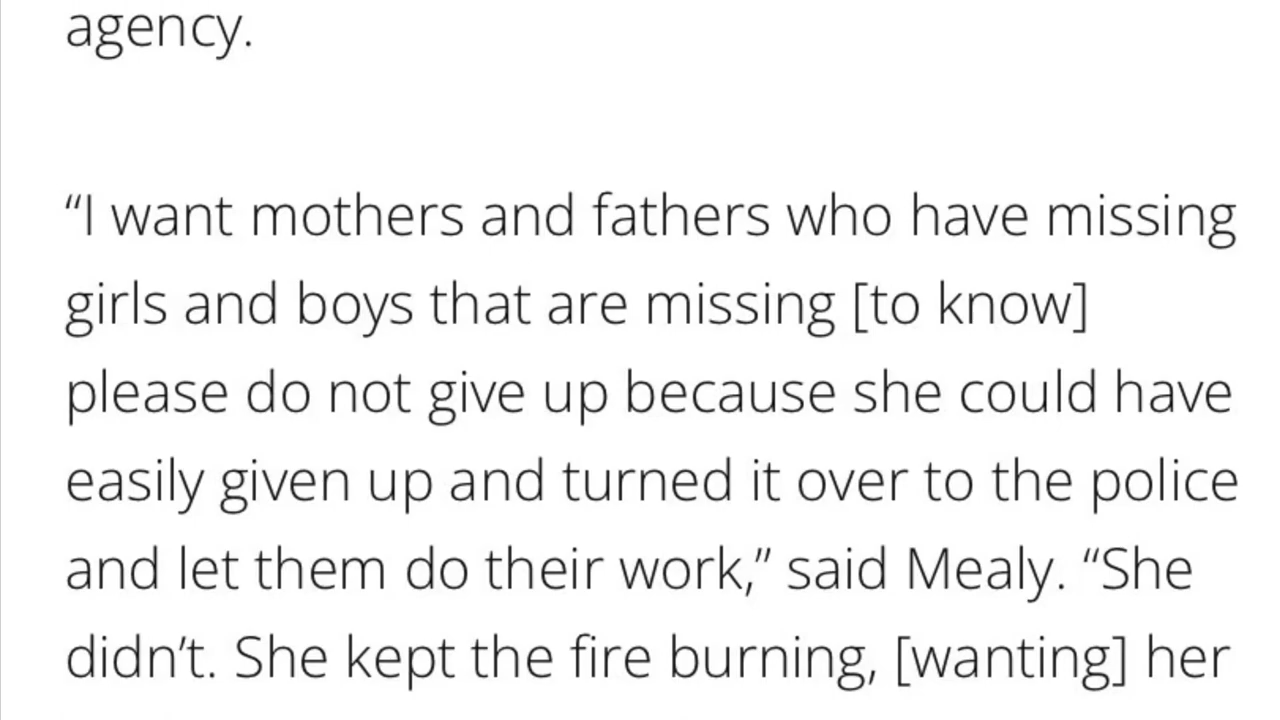 agency.
“I want mothers and fathers who have missing
girls and boys that are missing [to know]
please do not give up because she could have
easily given up and turned it over to the police
and let them do their work,” said Mealy. “She
didn’t. She kept the fire burning, [wanting] her